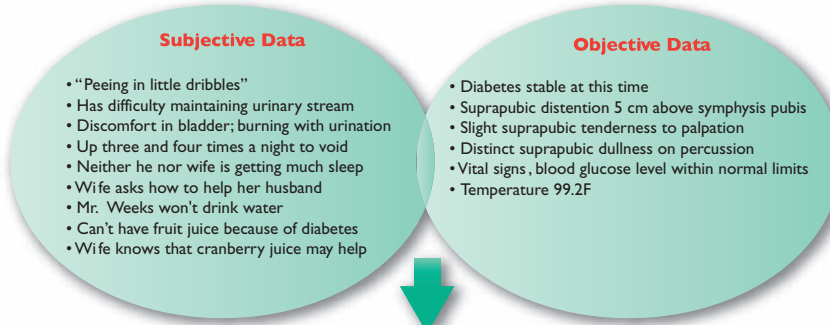 Subjective Data
• “Peeing in little dribbles”
• Has difficulty maintaining urinary stream
• Discomfort in bladder; burning with urination
• Up three and four times a night to void
• Neither he nor wife is getting much sleep
• Wife asks how to help her husband
• Mr. Weeks won't drink water
• Can’t have fruit juice because of diabetes
• Wife knows that cranberry juice may help
Objective Data
• Diabetes stable at this time
• Suprapubic distention 5 cm above symphysis pubis
• Slight suprapubic tenderness to palpation
• Distinct suprapubic dullness on percussion
• Vital signs , blood glucose level within normal limits
• Temperature 99.2F